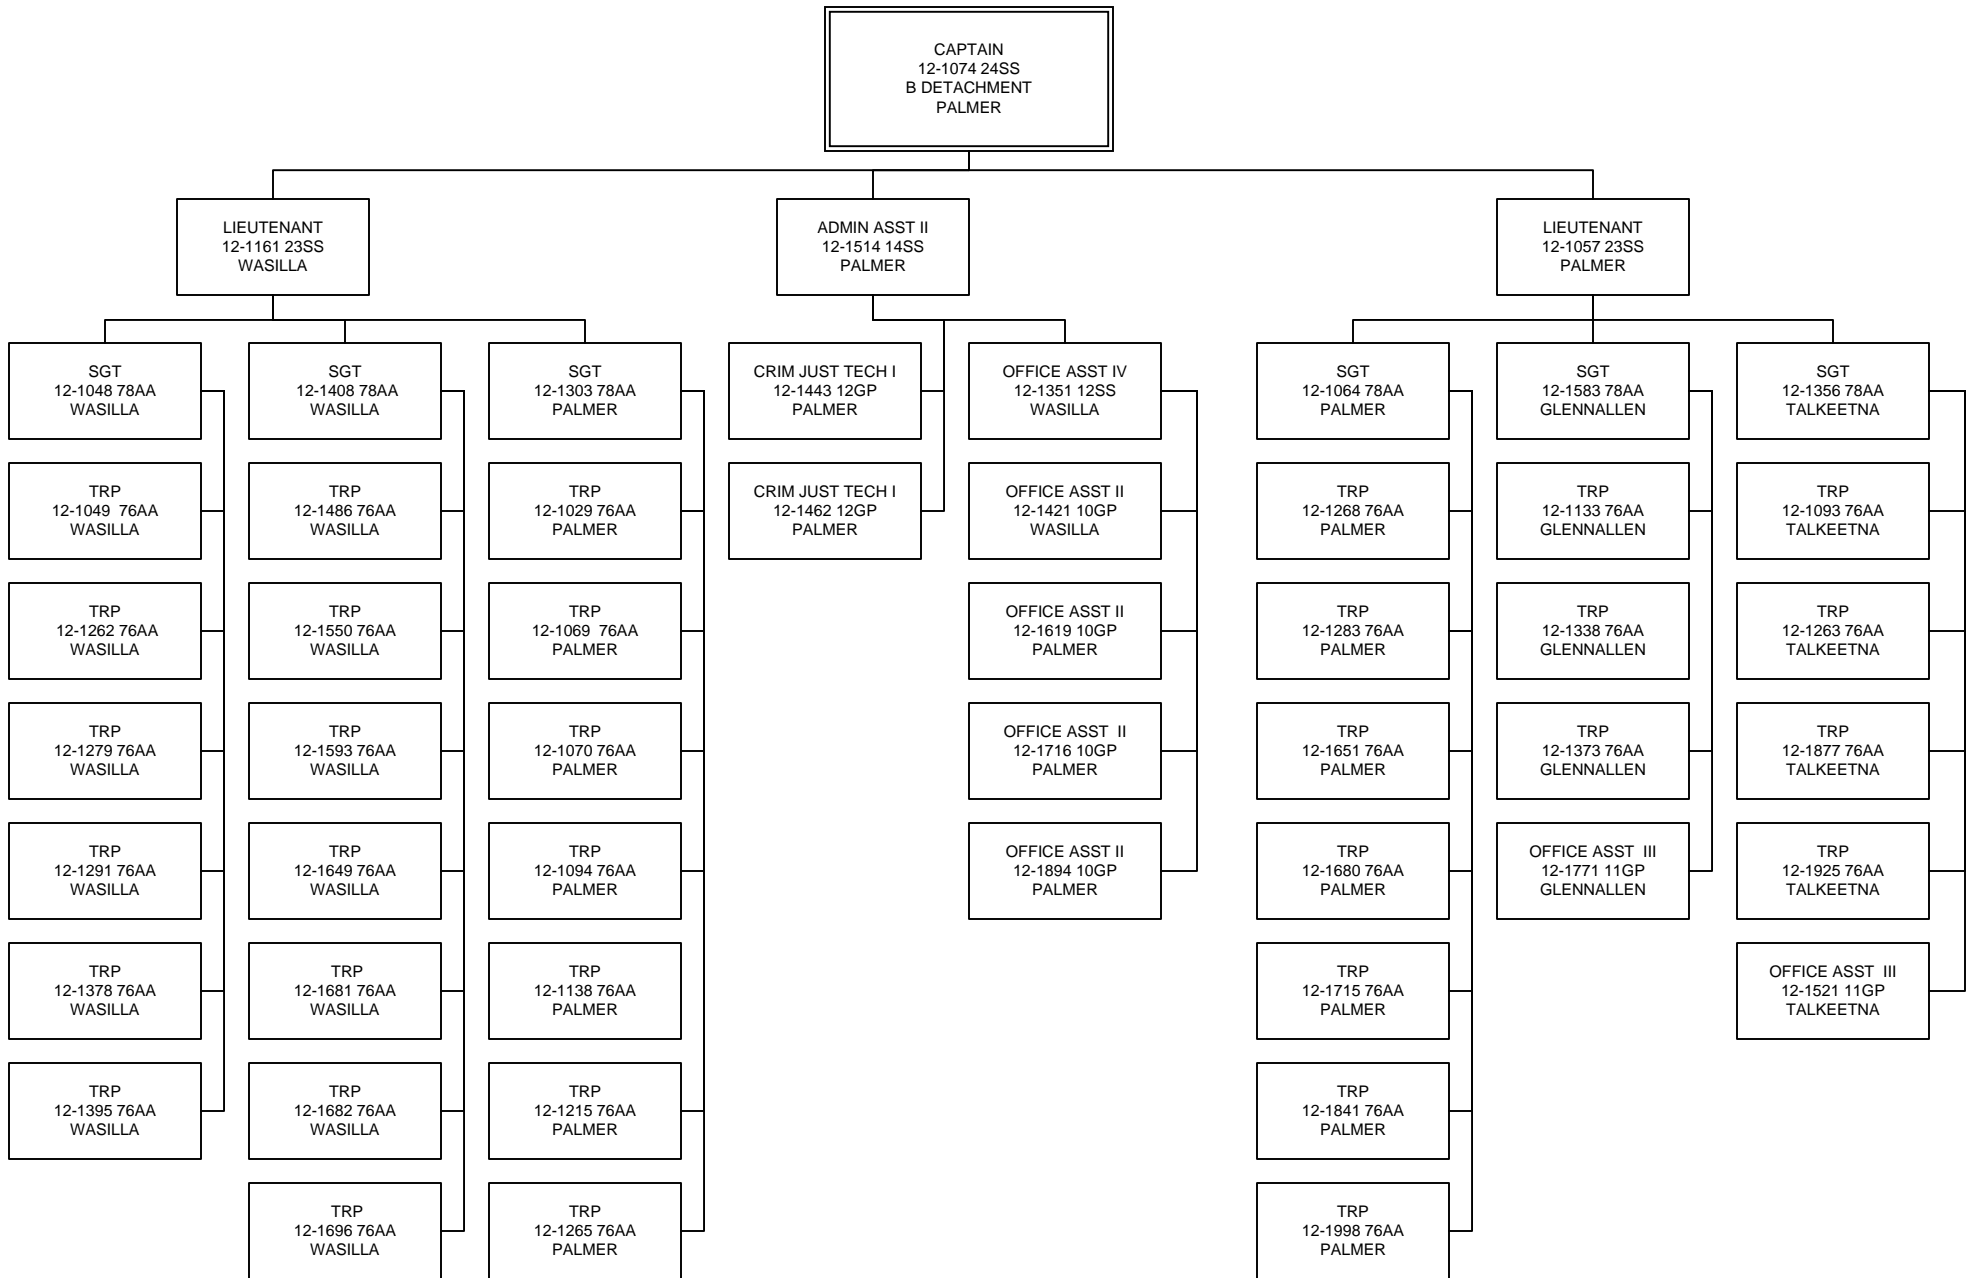 CAPTAIN
12-1074 24SS
B DETACHMENT
PALMER
LIEUTENANT
12-1161 23SS
WASILLA
ADMIN ASST II
12-1514 14SS
PALMER
LIEUTENANT
12-1057 23SS
PALMER
SGT
12-1048 78AA
WASILLA
TRP
12-1049  76AA
WASILLA
TRP
12-1262 76AA
WASILLA
TRP
12-1279 76AA
WASILLA
TRP
12-1291 76AA
WASILLA
TRP
12-1378 76AA
WASILLA
TRP
12-1395 76AA
WASILLA
SGT
12-1408 78AA
WASILLA
TRP
12-1486 76AA
WASILLA
TRP
12-1550 76AA
WASILLA
TRP
12-1593 76AA
WASILLA
TRP
12-1649 76AA
WASILLA
TRP
12-1681 76AA
WASILLA
TRP
12-1682 76AA
WASILLA
TRP
12-1696 76AA
WASILLA
SGT
12-1303 78AA
PALMER
TRP
12-1029 76AA
PALMER
TRP
12-1069  76AA
PALMER
TRP
12-1070 76AA
PALMER
TRP
12-1094 76AA
PALMER
TRP
12-1138 76AA
PALMER
TRP
12-1215 76AA
PALMER
TRP
12-1265 76AA
PALMER
CRIM JUST TECH I
12-1443 12GP
PALMER
CRIM JUST TECH I
12-1462 12GP
PALMER
OFFICE ASST IV
12-1351 12SS
WASILLA
OFFICE ASST II
12-1421 10GP
WASILLA
OFFICE ASST II
12-1619 10GP
PALMER
OFFICE ASST  II
12-1716 10GP
PALMER
OFFICE ASST II
12-1894 10GP
PALMER
SGT
12-1064 78AA
PALMER
TRP
12-1268 76AA
PALMER
TRP
12-1283 76AA
PALMER
TRP
12-1651 76AA
PALMER
TRP
12-1680 76AA
PALMER
TRP
12-1715 76AA
PALMER
TRP
12-1841 76AA
PALMER
TRP
12-1998 76AA
PALMER
SGT
12-1583 78AA
GLENNALLEN
TRP
12-1133 76AA
GLENNALLEN
TRP
12-1338 76AA
GLENNALLEN
TRP
12-1373 76AA
GLENNALLEN
OFFICE ASST  III
12-1771 11GP
GLENNALLEN
SGT
12-1356 78AA
TALKEETNA
TRP
12-1093 76AA
TALKEETNA
TRP
12-1263 76AA
TALKEETNA
TRP
12-1877 76AA
TALKEETNA
TRP
12-1925 76AA
TALKEETNA
OFFICE ASST  III
12-1521 11GP
TALKEETNA